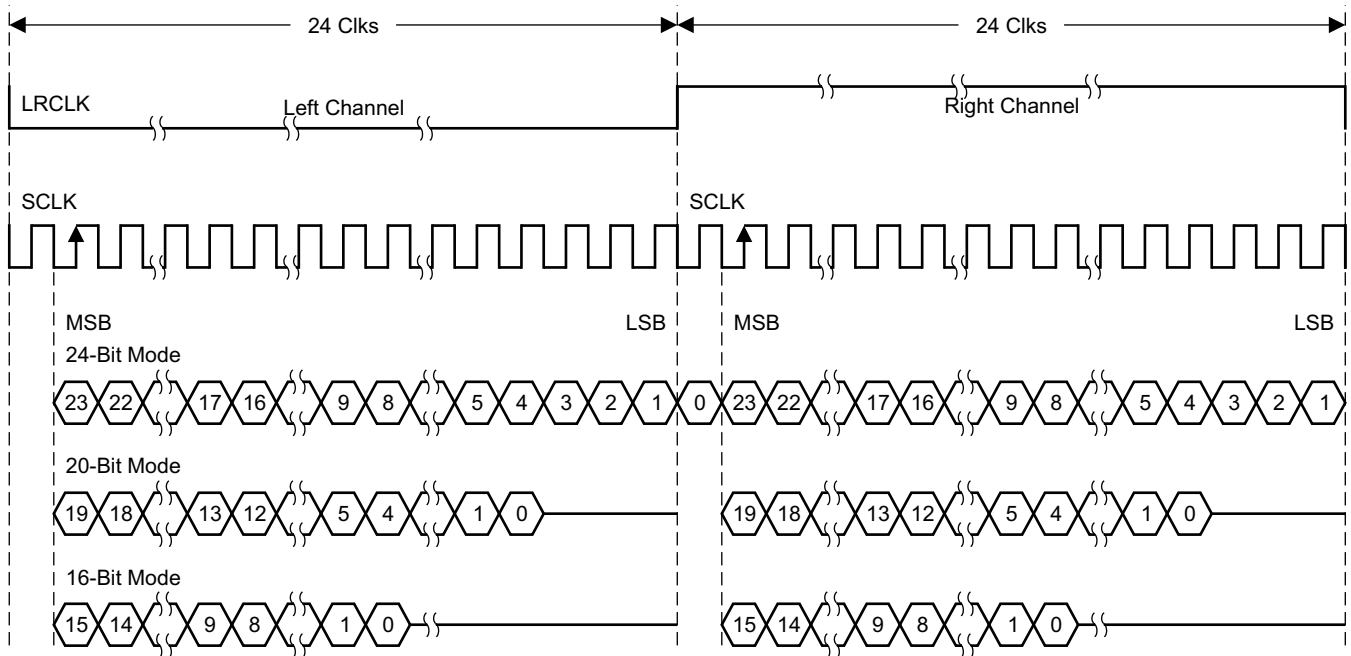 24 Clks 24 Clks
LRCLK Left Channel Right Channel
SCLK SCLK
MSB LSB MSB LSB
24-Bit Mode
23 22 17 16 9 8 5 4 3 2 1 0 23 22 17 16 9 8 5 4 3 2 1
20-Bit Mode
19 18 13 12 5 4 1 0 19 18 13 12 5 4 1 0
16-Bit Mode
15 14 9 8 1 0 15 14 9 8 1 0